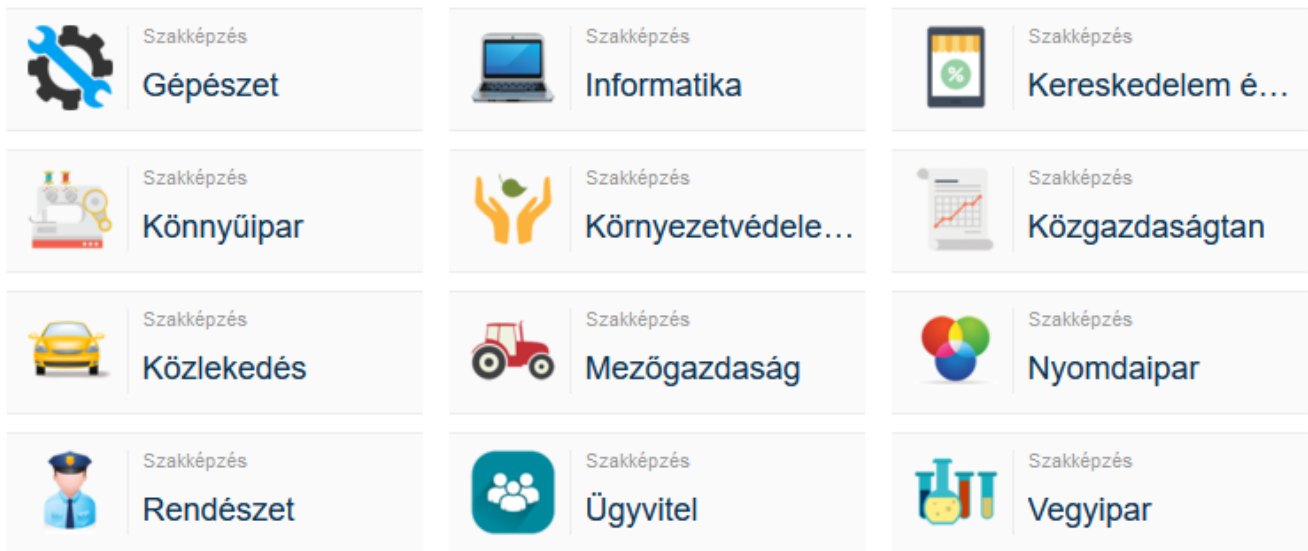 Szakképzés
Gépészet
Szakképzés
Informatika
Szakképzés
Kereskedelem é...
Szakképzés
Könnyűipar
Szakképzés
Környezetvédele...
Szakképzés
Közgazdaságtan
Szakképzés
Közlekedés
Szakképzés
Mezőgazdaság
Szakképzés
Nyomdaipar
Szakképzés
Rendészet
Szakképzés
Ügyvitel
Szakképzés
Vegyipar